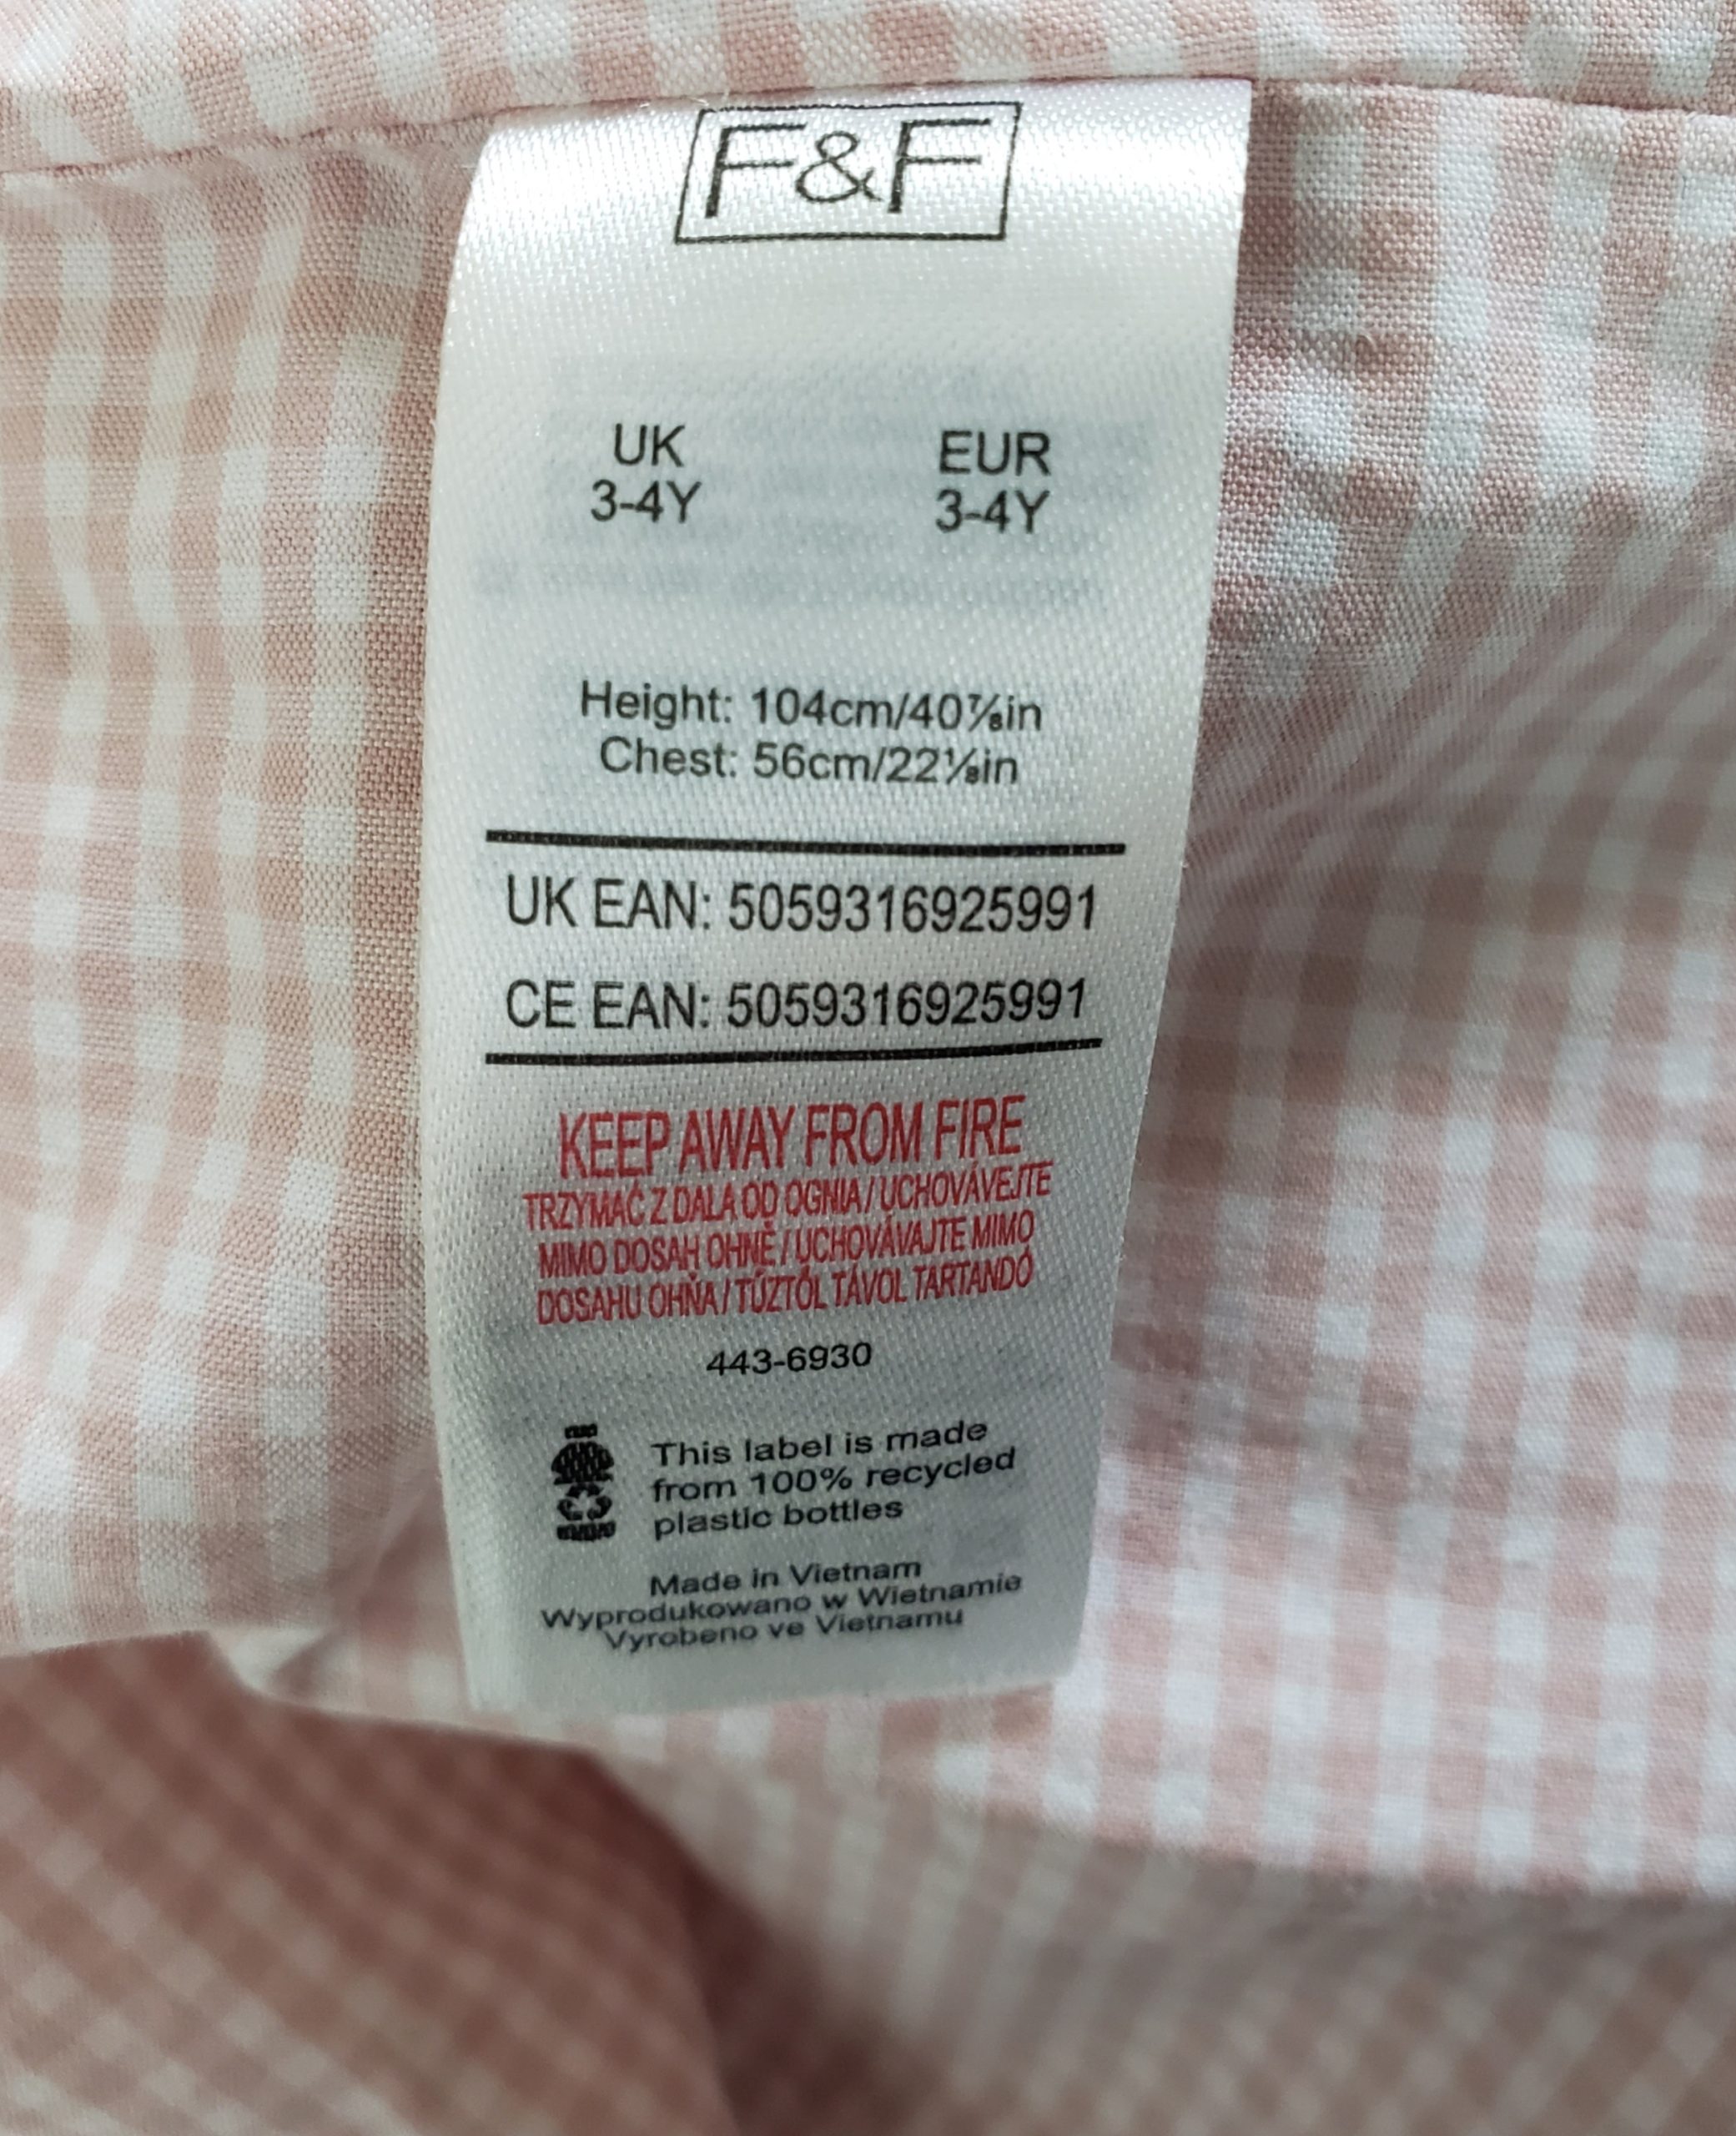 F&F
UK EUR
3-4Y 3-4Y
Height: 104cm/40⅞in
Chest: 56cm/22⅛in
UK EAN: 5059316925991
CE EAN: 5059316925991
KEEP AWAY FROM FIRE
TRZYMAĆ Z DALA OD OGNIA / UCHOVÁVEJTE
MIMO DOSAH OHNĚ / UCHOVÁVAJTE MIMO
DOSAHU OHŇA / TŰZTŐL TÁVOL TARTANDÓ
443-6930
This label is made
from 100% recycled
plastic bottles
Made in Vietnam
Wyprodukowano w Wietnamie
Vyrobeno ve Vietnamu